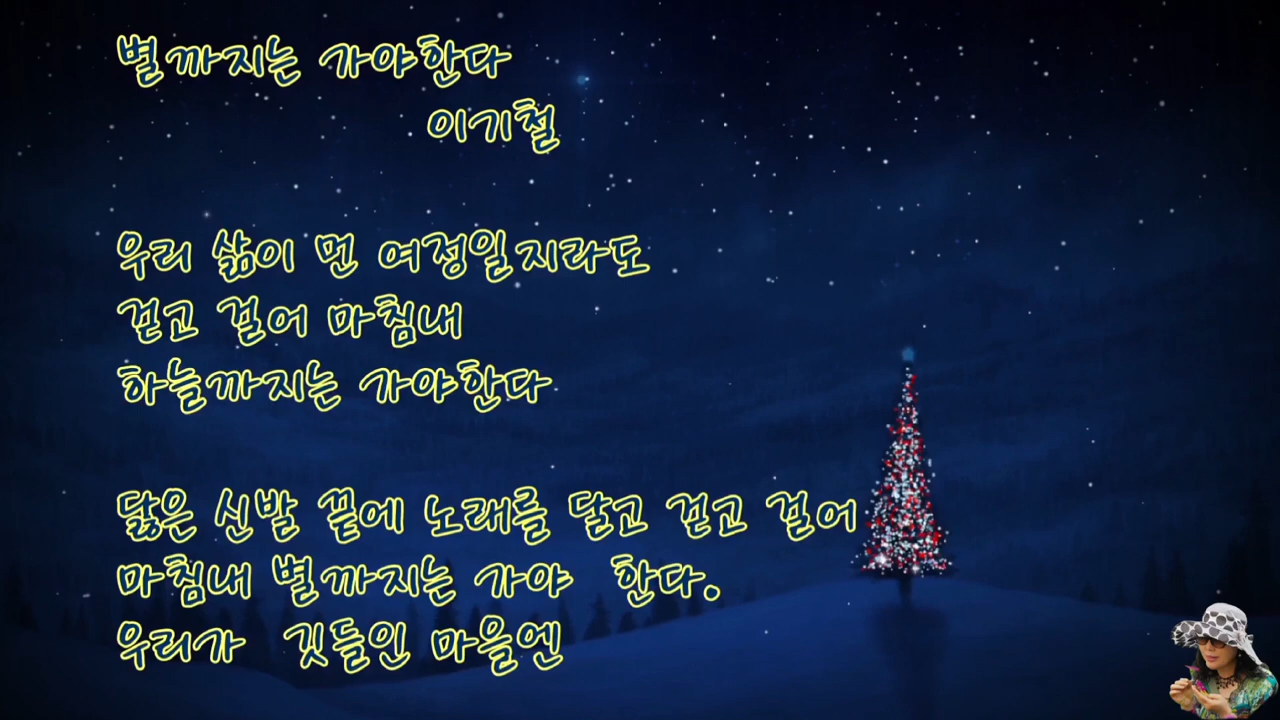 별까지는 가야한다
이기철
우리 삶이 먼 여정일지라도
걷고 걸어 마침내
하늘까지는 가야한다
닳은 신발 끝에 노래를 달고 걷고 걸어
마침내 별까지는 가야 한다.
우리가 깃들인 마을엔